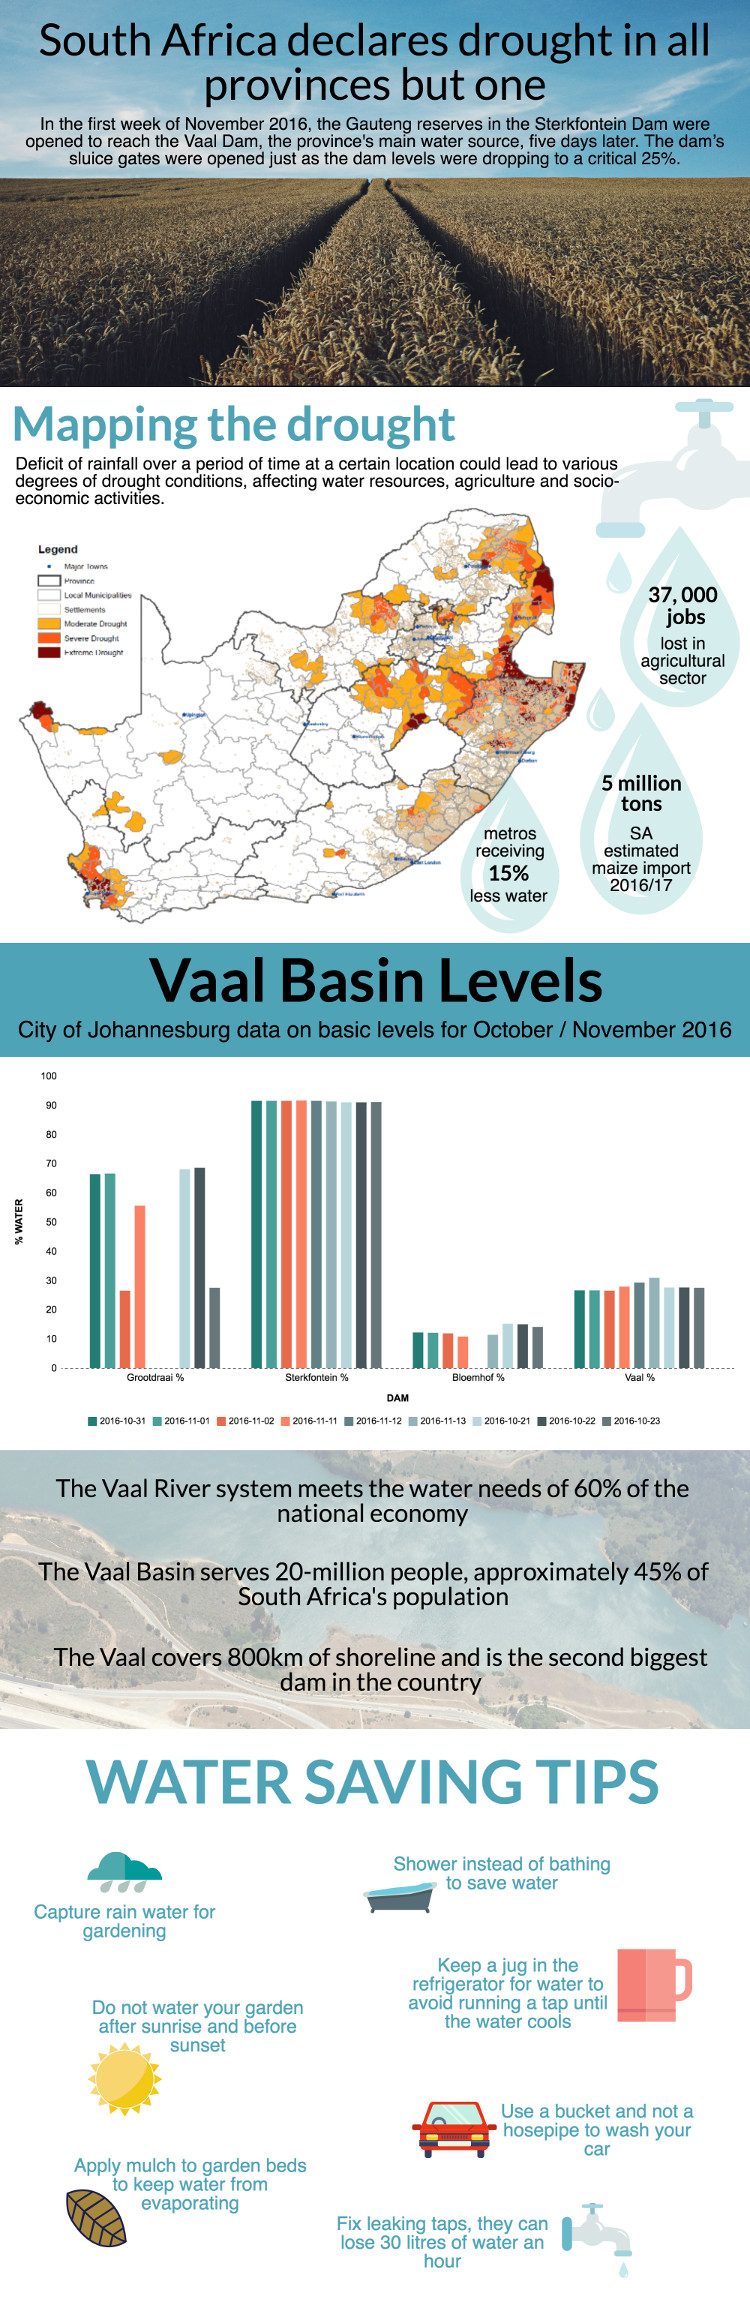 South Africa declares drought in all
provinces but one
In the first week of November 2016, the Gauteng reserves in the Sterkfontein Dam were
opened to reach the Vaal Dam, the province's main water source, five days later. The dam's
sluice gates were opened just as the dam levels were dropping to a critical 25%.
Mapping the drought
Deficit of rainfall over a period of time at a certain location could lead to various
degrees of drought conditions, affecting water resources, agriculture and socio-
economic activities.
Legend
Major Towns
Province
Local Municipalities
Settlements
Moderate Drought
Severe Drought
Extreme Drought
37,000
jobs
lost in
agricultural
sector
5 million
tons
SA
estimated
maize import
2016/17
metros
receiving
15%
less water
Upington
East London
Port Elizabeth
Durban
Vaal Basin Levels
City of Johannesburg data on basic levels for October / November 2016
100
90
80
70
60
50
40
30
20
10
0
% WATER
Grootdraai % Sterkfontein % Bloemhof % Vaal %
DAM
2016-10-31 2016-11-01 2016-11-02 2016-11-11 2016-11-12 2016-11-13 2016-10-21 2016-10-22 2016-10-23
The Vaal River system meets the water needs of 60% of the
national economy
The Vaal Basin serves 20-million people, approximately 45% of
South Africa's population
The Vaal covers 800km of shoreline and is the second biggest
dam in the country
WATER SAVING TIPS
Capture rain water for
gardening
Shower instead of bathing
to save water
Keep a jug in the
refrigerator for water to
avoid running a tap until
the water cools
Do not water your garden
after sunrise and before
sunset
Use a bucket and not a
hosepipe to wash your
car
Apply mulch to garden beds
to keep water from
evaporating
Fix leaking taps, they can
lose 30 litres of water an
hour